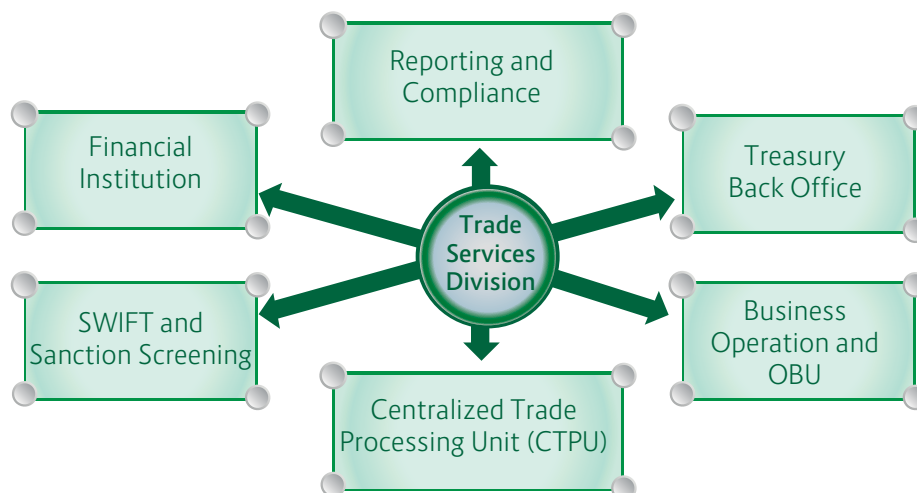 Reporting and
Compliance
Financial
Institution
Treasury
Back Office
Trade
Services
Division
SWIFT and
Sanction Screening
Business
Operation and
OBU
Centralized Trade
Processing Unit (CTPU)